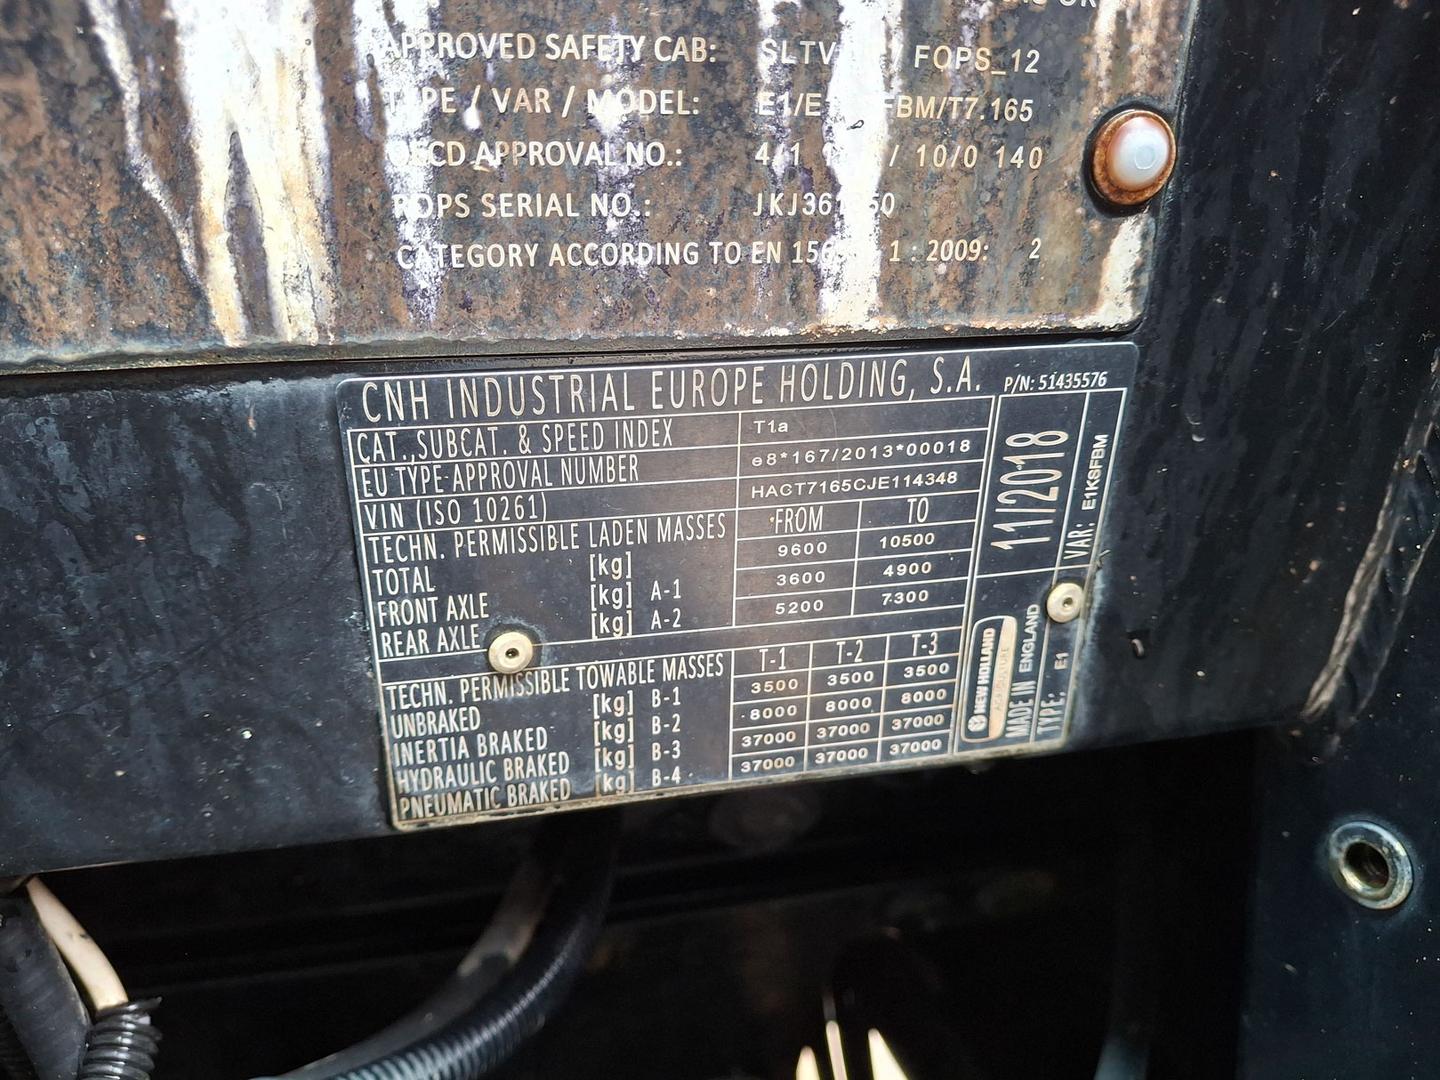 APPROVED SAFETY CAB: / FOPS_12
TYPE / VAR / MODEL: FBM/T7.165
OECD APPROVAL NO.: / 10/0 140
ROPS SERIAL NO.:
CATEGORY ACCORDING TO EN 1 : 2009: 2
CNH INDUSTRIAL EUROPE HOLDING, S.A. P/N: 51435576
CAT.,SUBCAT. & SPEED INDEX T1a
EU TYPE-APPROVAL NUMBER e8*167/2013*00018
VIN (ISO 10261) HACT7165CJE114348
TECHN. PERMISSIBLE LADEN MASSES FROM TO
TOTAL [kg] 9600 10500
FRONT AXLE [kg] A-1 3600 4900
REAR AXLE [kg] A-2 5200 7300
TECHN. PERMISSIBLE TOWABLE MASSES T-1 T-2 T-3
UNBRAKED [kg] B-1 3500 3500 3500
INERTIA BRAKED [kg] B-2 8000 8000 8000
HYDRAULIC BRAKED [kg] B-3 37000 37000 37000
PNEUMATIC BRAKED [kg] B-4 37000 37000 37000
11/2018
VAR: E1KSFBM
NEW HOLLAND
AGRICULTURE
MADE IN ENGLAND
TYPE: E1